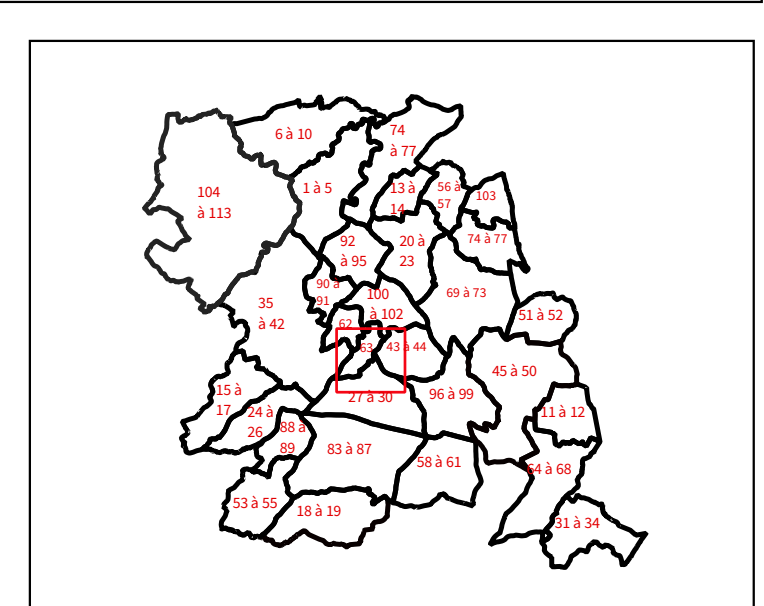 6 à 10
74
à 77
104
à 113
1 à 5
13 à
14
56 à
57
103
92
à 95
20 à
23
74 à 77
90 à
91
100
à 102
69 à 73
35
à 42
51 à 52
62
63
43 à 44
45 à 50
15 à
17
27 à 30
96 à 99
24 à
26
11 à 12
88 à
89
83 à 87
58 à 61
64 à 68
53 à 55
18 à 19
31 à 34